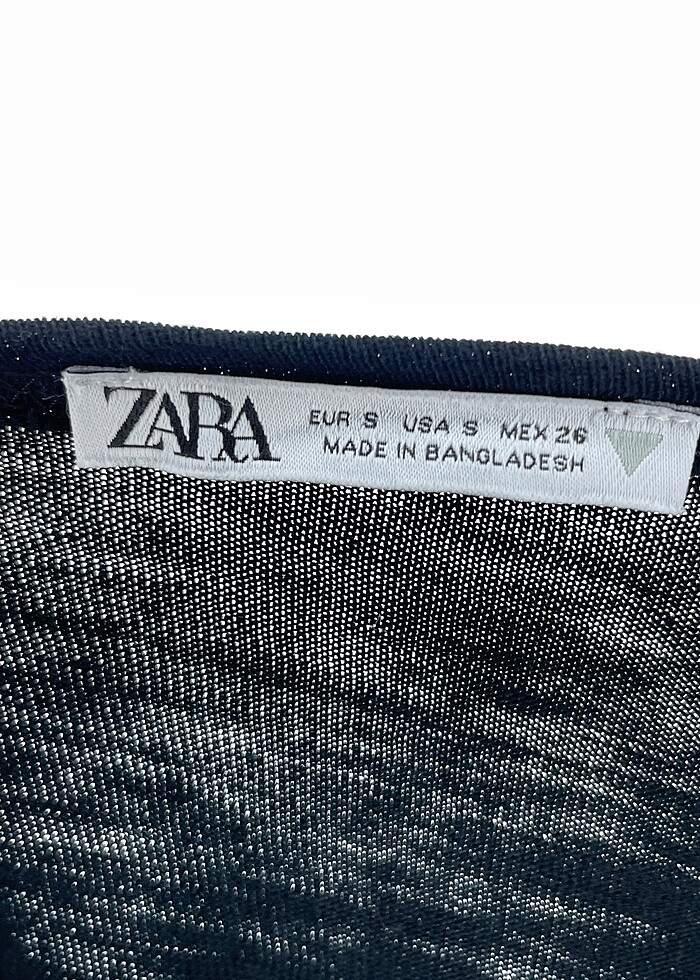 ZARA
EUR S USA S MEX 26
MADE IN BANGLADESH